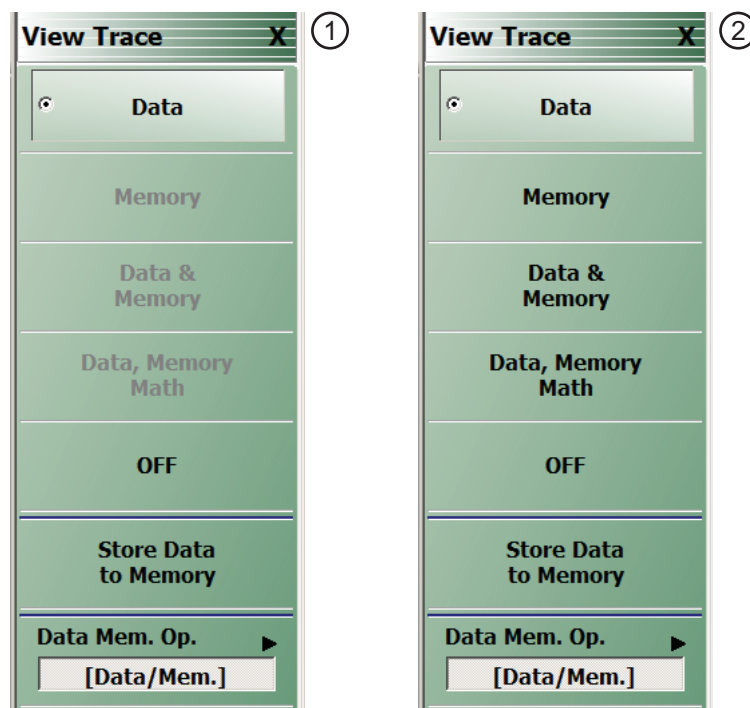 View Trace X
1
Data
Memory
Data &
Memory
Data, Memory
Math
OFF
Store Data
to Memory
Data Mem. Op.
[Data/Mem.]
View Trace X
2
Data
Memory
Data &
Memory
Data, Memory
Math
OFF
Store Data
to Memory
Data Mem. Op.
[Data/Mem.]